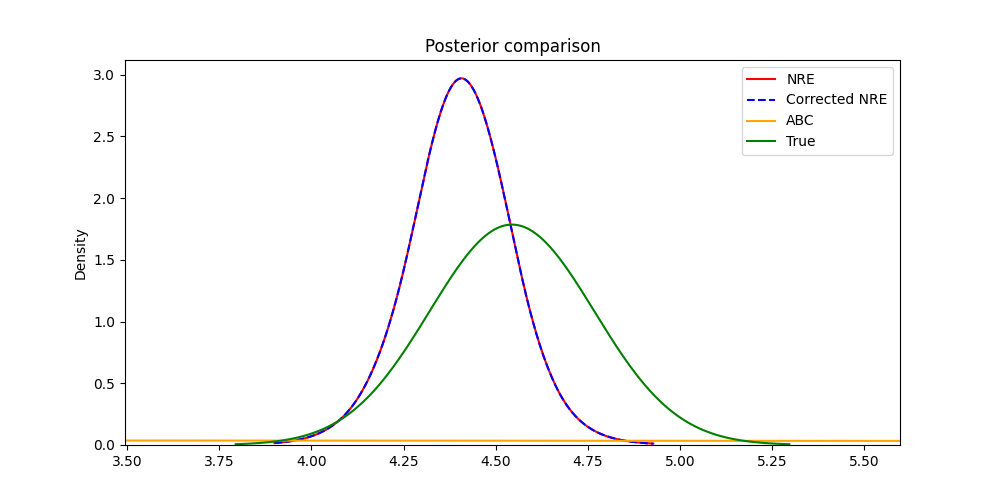 Posterior comparison
NRE
Corrected NRE
ABC
True
Density
3.0
2.5
2.0
1.5
1.0
0.5
0.0
3.50 3.75 4.00 4.25 4.50 4.75 5.00 5.25 5.50